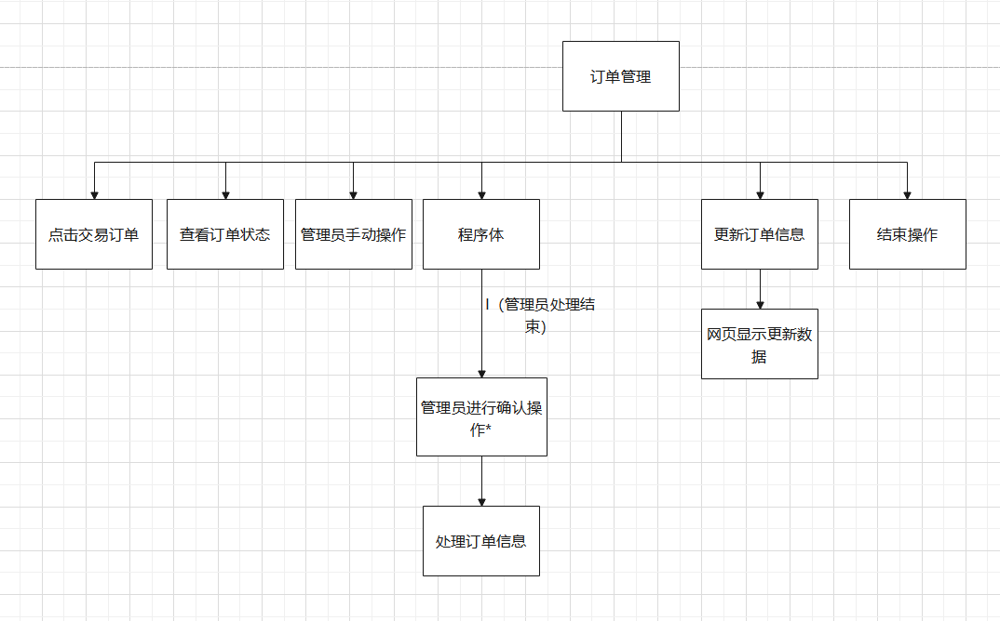 订单管理
点击交易订单
查看订单状态
管理员手动操作
程序体
更新订单信息
结束操作
I（管理员处理结
束）
网页显示更新数
据
管理员进行确认操
作*
处理订单信息